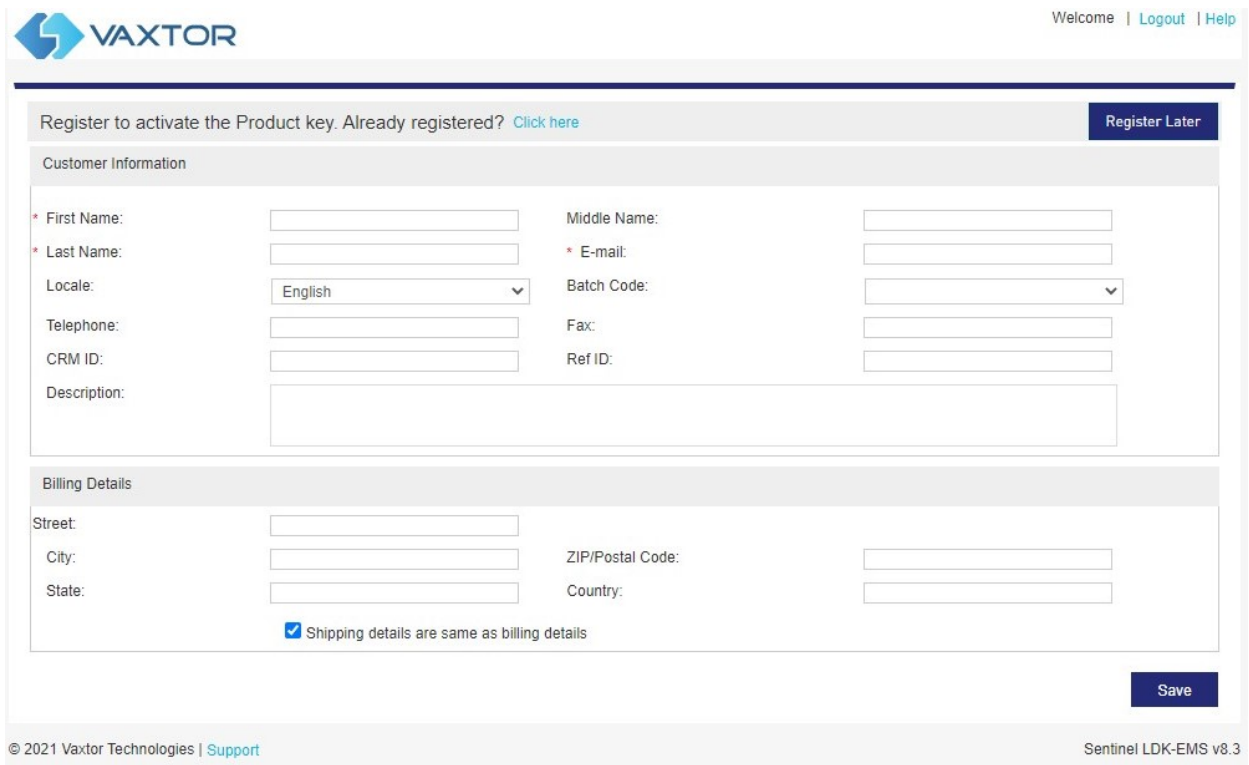 VAXTOR
Welcome | Logout | Help
Register to activate the Product key. Already registered? Click here
Register Later
Customer Information
* First Name:
Middle Name:
* Last Name:
* E-mail:
Locale:
English
Batch Code:
Telephone:
Fax:
CRM ID:
Ref ID:
Description:
Billing Details
Street:
City:
ZIP/Postal Code:
State:
Country:
Shipping details are same as billing details
Save
© 2021 Vaxtor Technologies | Support
Sentinel LDK-EMS v8.3